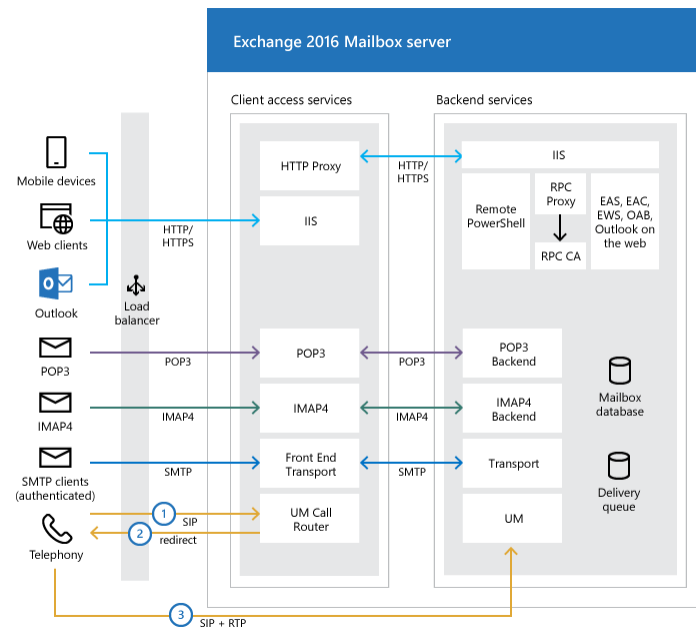 Exchange 2016 Mailbox server
Client access services
Backend services
Mobile devices
Web clients
Outlook
POP3
IMAP4
SMTP clients
(authenticated)
Telephony
Load
balancer
HTTP/
HTTPS
POP3
IMAP4
SMTP
1
SIP
2
redirect
3
SIP + RTP
HTTP Proxy
IIS
POP3
IMAP4
Front End
Transport
UM Call
Router
HTTP/
HTTPS
POP3
IMAP4
SMTP
IIS
Remote
PowerShell
RPC
Proxy
RPC CA
EAS, EAC,
EWS, OAB,
Outlook on
the web
POP3
Backend
IMAP4
Backend
Transport
UM
Mailbox
database
Delivery
queue